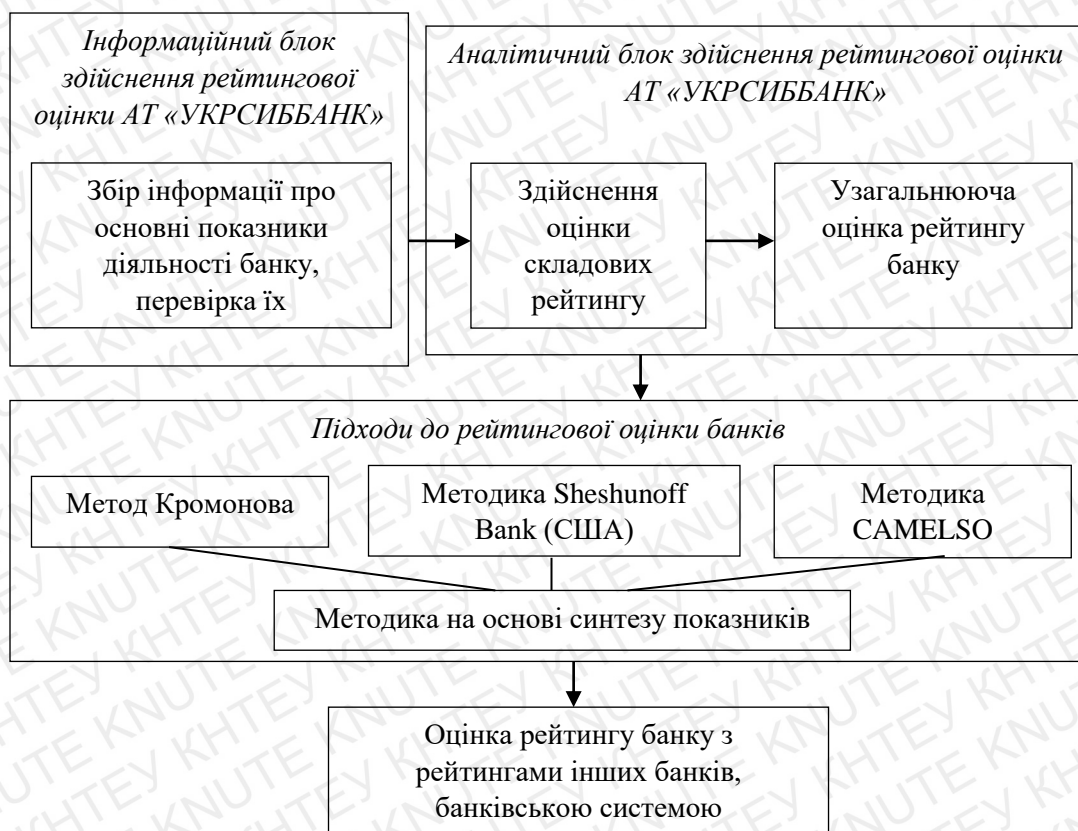 Інформаційний блок
здійснення рейтингової
оцінки АТ «УКРСИББАНК»
Збір інформації про
основні показники
діяльності банку,
перевірка їх
Аналітичний блок здійснення рейтингової оцінки
АТ «УКРСИББАНК»
Здійснення
оцінки
складових
рейтингу
Узагальнююча
оцінка рейтингу
банку
Підходи до рейтингової оцінки банків
Метод Кромонова
Методика Sheshunoff
Bank (США)
Методика
CAMELSO
Методика на основі синтезу показників
Оцінка рейтингу банку з
рейтингами інших банків,
банківською системою